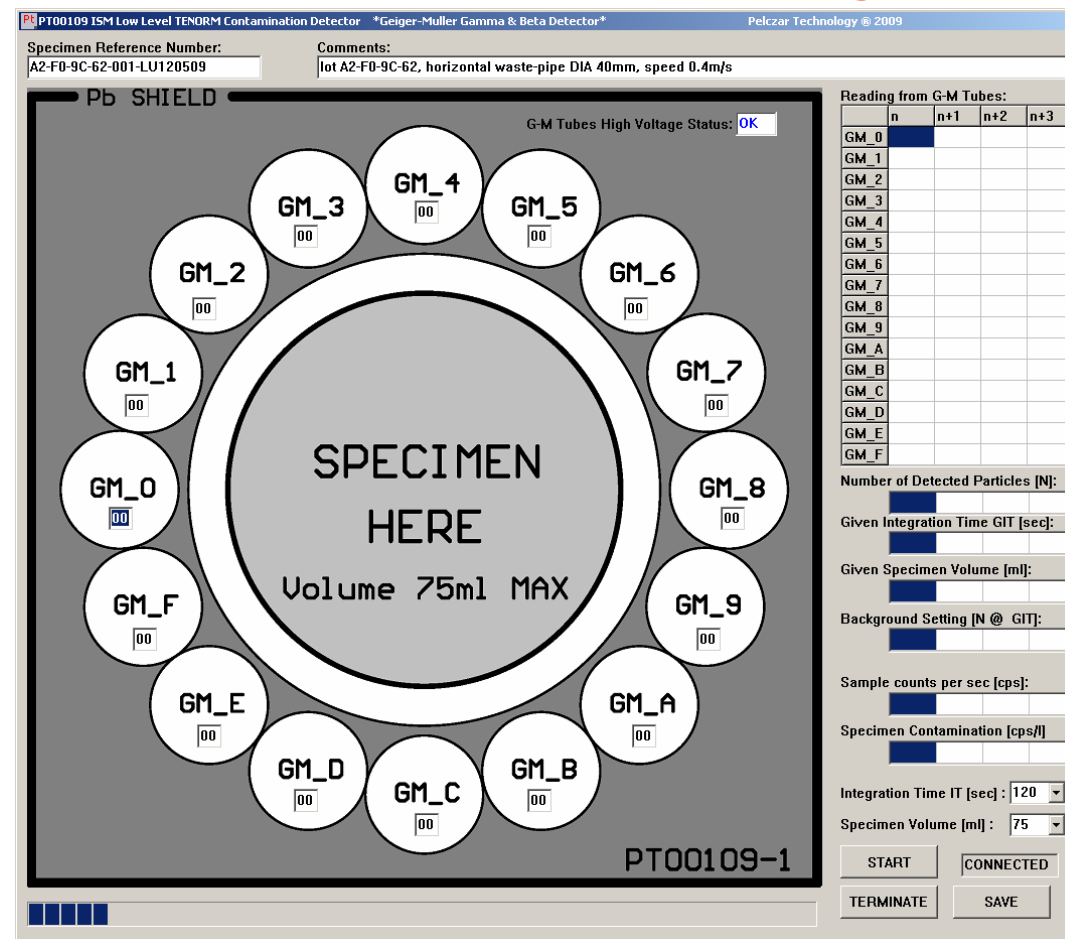 Pt PT00109 ISM Low Level TENORM Contamination Detector *Geiger-Muller Gamma & Beta Detector* Pelczar Technology ® 2009
Specimen Reference Number: Comments:
A2-F0-9C-62-001-LU120509 lot A2-F0-9C-62, horizontal waste-pipe DIA 40mm, speed 0.4m/s
Pb SHIELD
G-M Tubes High Voltage Status: OK
GM_4
00
GM_3
00
GM_5
00
GM_2
00
GM_6
00
GM_1
00
GM_7
00
GM_0
00
GM_8
00
GM_F
00
GM_9
00
GM_E
00
GM_A
00
GM_D
00
GM_B
00
GM_C
00
SPECIMEN
HERE
Volume 75ml MAX
PT00109-1
Reading from G-M Tubes:
n n+1 n+2 n+3
GM_0
GM_1
GM_2
GM_3
GM_4
GM_5
GM_6
GM_7
GM_8
GM_9
GM_A
GM_B
GM_C
GM_D
GM_E
GM_F
Number of Detected Particles [N]:
Given Integration Time GIT [sec]:
Given Specimen Volume [ml]:
Background Setting [N @ GIT]:
Sample counts per sec [cps]:
Specimen Contamination [cps/l]
Integration Time IT [sec] : 120
Specimen Volume [ml] : 75
START CONNECTED
TERMINATE SAVE